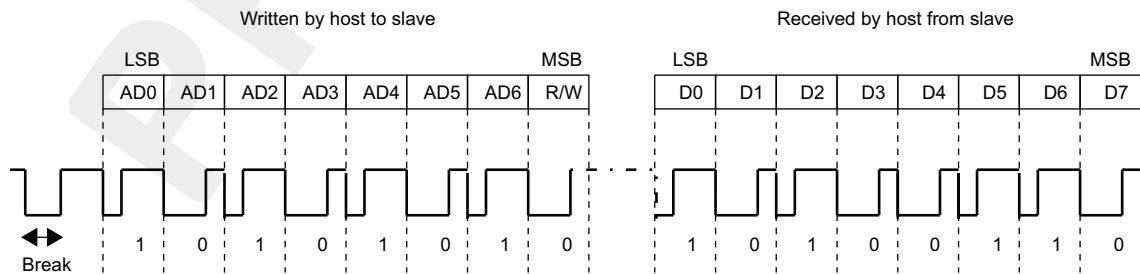 Written by host to slave Received by host from slave
LSB MSB LSB MSB
AD0 AD1 AD2 AD3 AD4 AD5 AD6 R/W D0 D1 D2 D3 D4 D5 D6 D7
1 0 1 0 1 0 1 0 1 0 1 0 0 1 1 0
Break